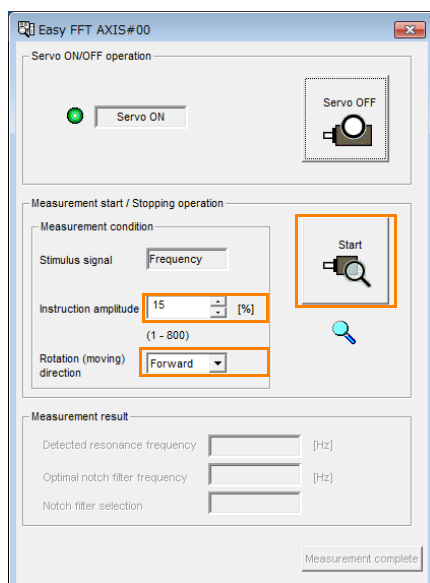 Easy FFT AXIS#00
Servo ON/OFF operation
Servo ON
Servo OFF
Measurement start / Stopping operation
Measurement condition
Stimulus signal
Frequency
Start
Instruction amplitude
15
[%]
(1 - 800)
Rotation (moving)
direction
Forward
Measurement result
Detected resonance frequency
[Hz]
Optimal notch filter frequency
[Hz]
Notch filter selection
Measurement complete